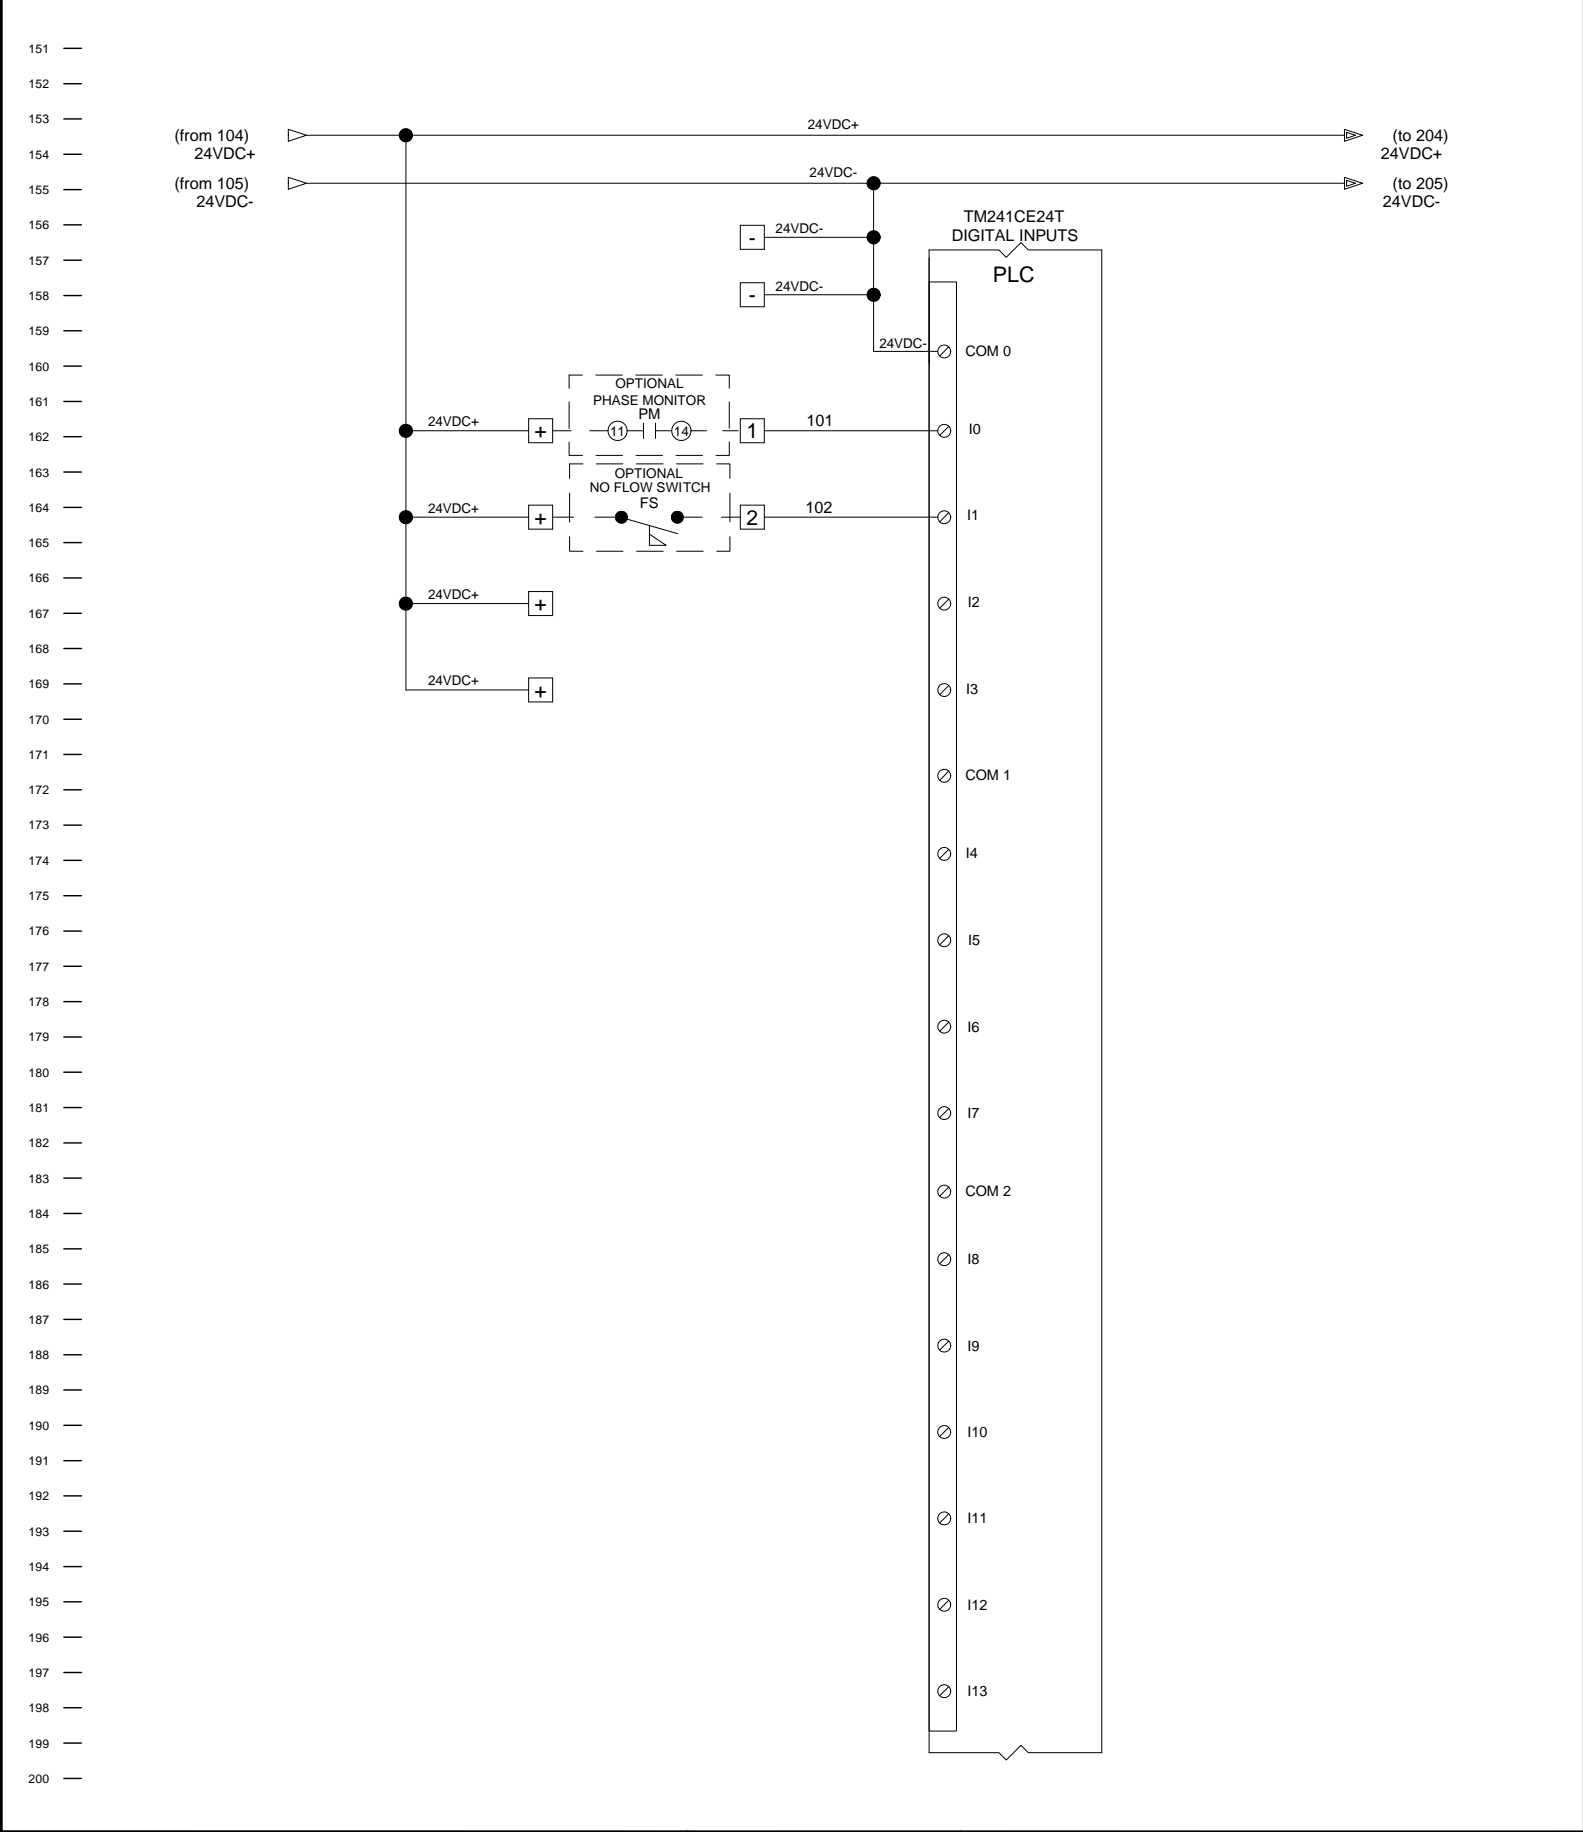 151
152
153
(from 104)
24VDC+
24VDC+
(to 204)
24VDC+
154
(from 105)
24VDC-
24VDC-
(to 205)
24VDC-
155
156
24VDC-
-
TM241CE24T
DIGITAL INPUTS
PLC
157
158
24VDC-
-
159
24VDC-
COM 0
160
OPTIONAL
PHASE MONITOR
PM
161
162
24VDC+
+
11
14
1
101
I0
163
OPTIONAL
NO FLOW SWITCH
FS
164
24VDC+
+
2
102
I1
165
166
24VDC+
+
I2
167
168
169
24VDC+
+
I3
170
171
COM 1
172
173
174
I4
175
176
I5
177
178
I6
179
180
181
I7
182
183
COM 2
184
185
I8
186
187
I9
188
189
190
I10
191
192
I11
193
194
195
I12
196
197
I13
198
199
200